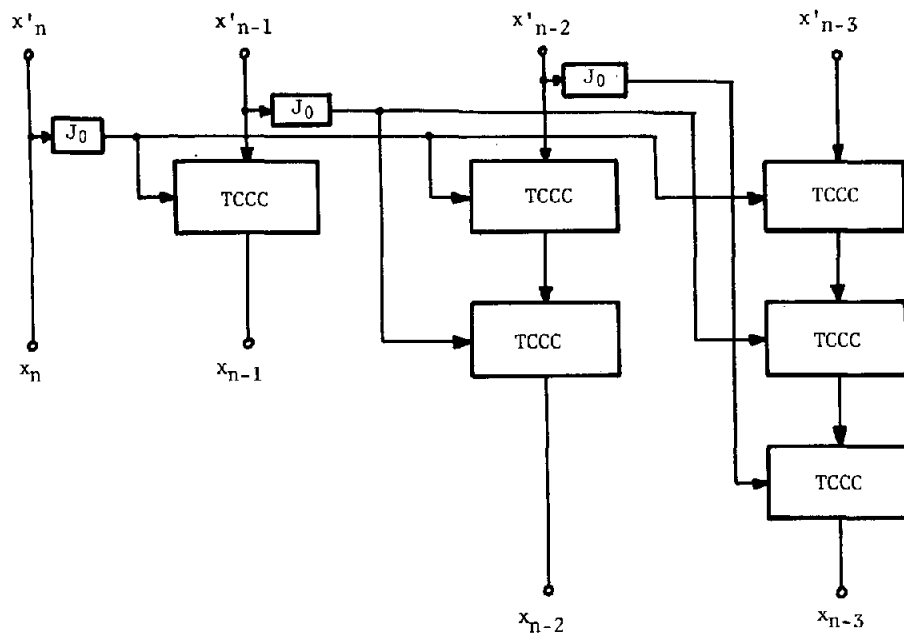 x'n x'n-1 x'n-2 x'n-3
J0
J0
J0
TCCC TCCC TCCC
TCCC TCCC
xn xn-1
TCCC
xn-2 xn-3